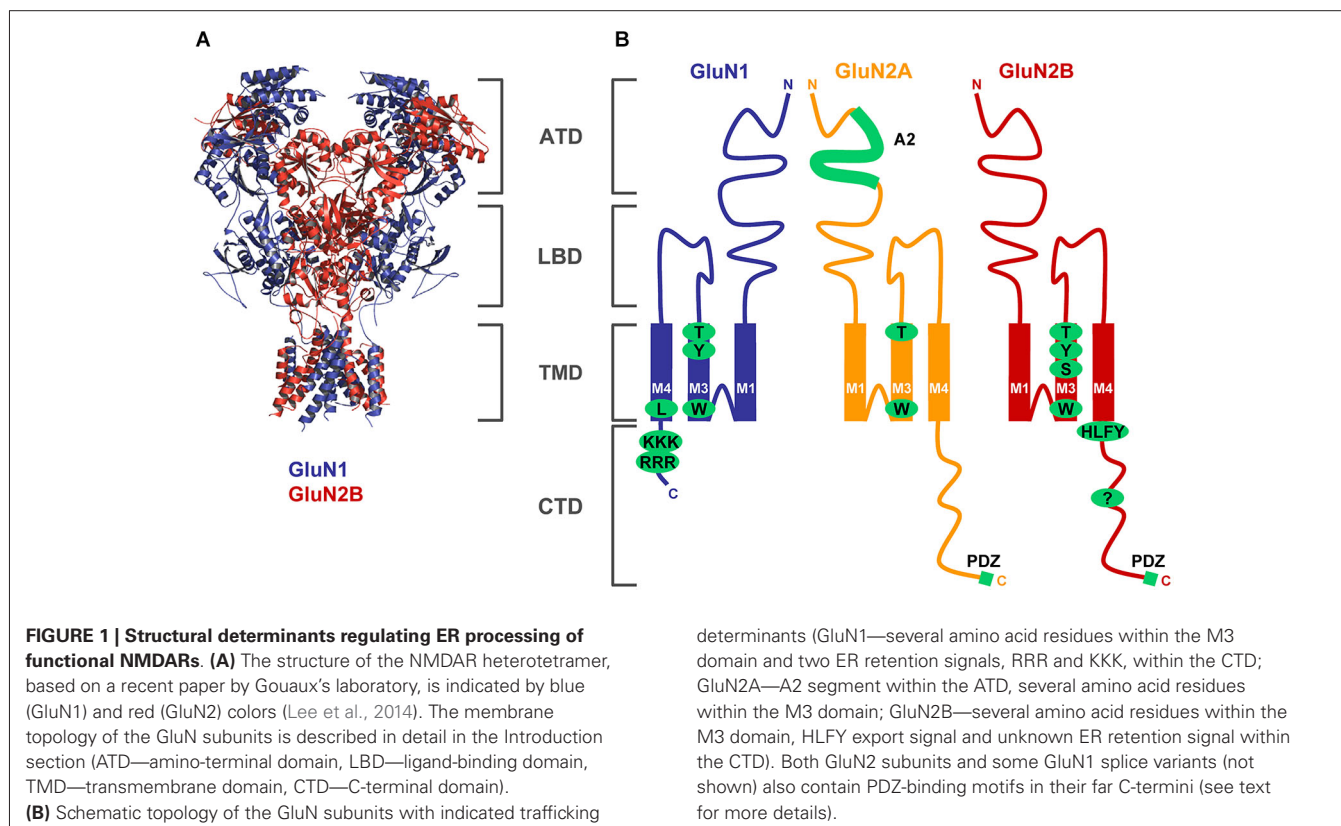 A
B
GluN1
GluN2A
GluN2B
N
N
N
ATD
A2
LBD
TMD
CTD
T
Y
M4
M3
M1
L
W
KKK
RRR
C
T
M1
M3
M4
W
PDZ
C
T
Y
S
M1
M3
M4
W
HLFY
?
PDZ
C
GluN1
GluN2B
FIGURE 1 | Structural determinants regulating ER processing of
functional NMDARs. (A) The structure of the NMDAR heterotetramer,
based on a recent paper by Gouaux's laboratory, is indicated by blue
(GluN1) and red (GluN2) colors (Lee et al., 2014). The membrane
topology of the GluN subunits is described in detail in the Introduction
section (ATD—amino-terminal domain, LBD—ligand-binding domain,
TMD—transmembrane domain, CTD—C-terminal domain).
(B) Schematic topology of the GluN subunits with indicated trafficking
determinants (GluN1—several amino acid residues within the M3
domain and two ER retention signals, RRR and KKK, within the CTD;
GluN2A—A2 segment within the ATD, several amino acid residues
within the M3 domain; GluN2B—several amino acid residues within the
M3 domain, HLFY export signal and unknown ER retention signal within
the CTD). Both GluN2 subunits and some GluN1 splice variants (not
shown) also contain PDZ-binding motifs in their far C-termini (see text
for more details).